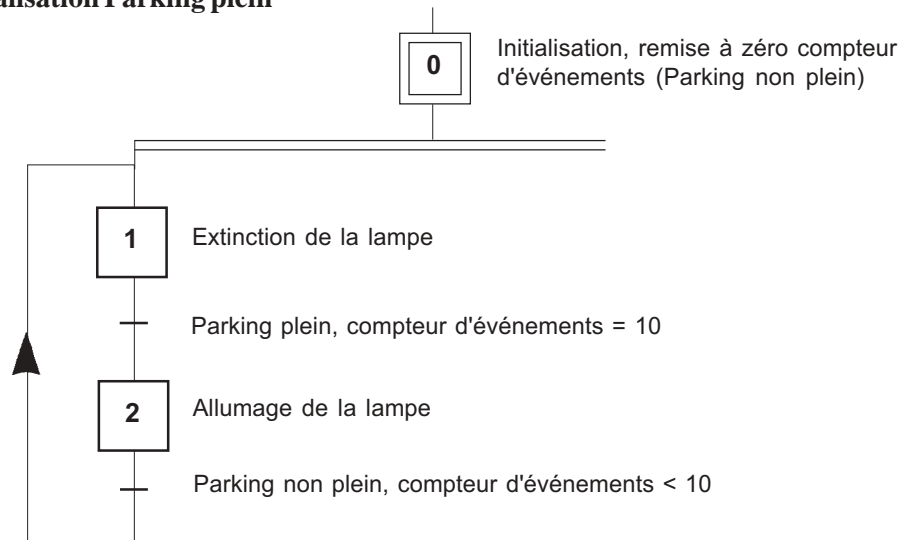 Parking plein
0
Initialisation, remise à zéro compteur
d'événements (Parking non plein)
1
Extinction de la lampe
Parking plein, compteur d'événements = 10
2
Allumage de la lampe
Parking non plein, compteur d'événements < 10